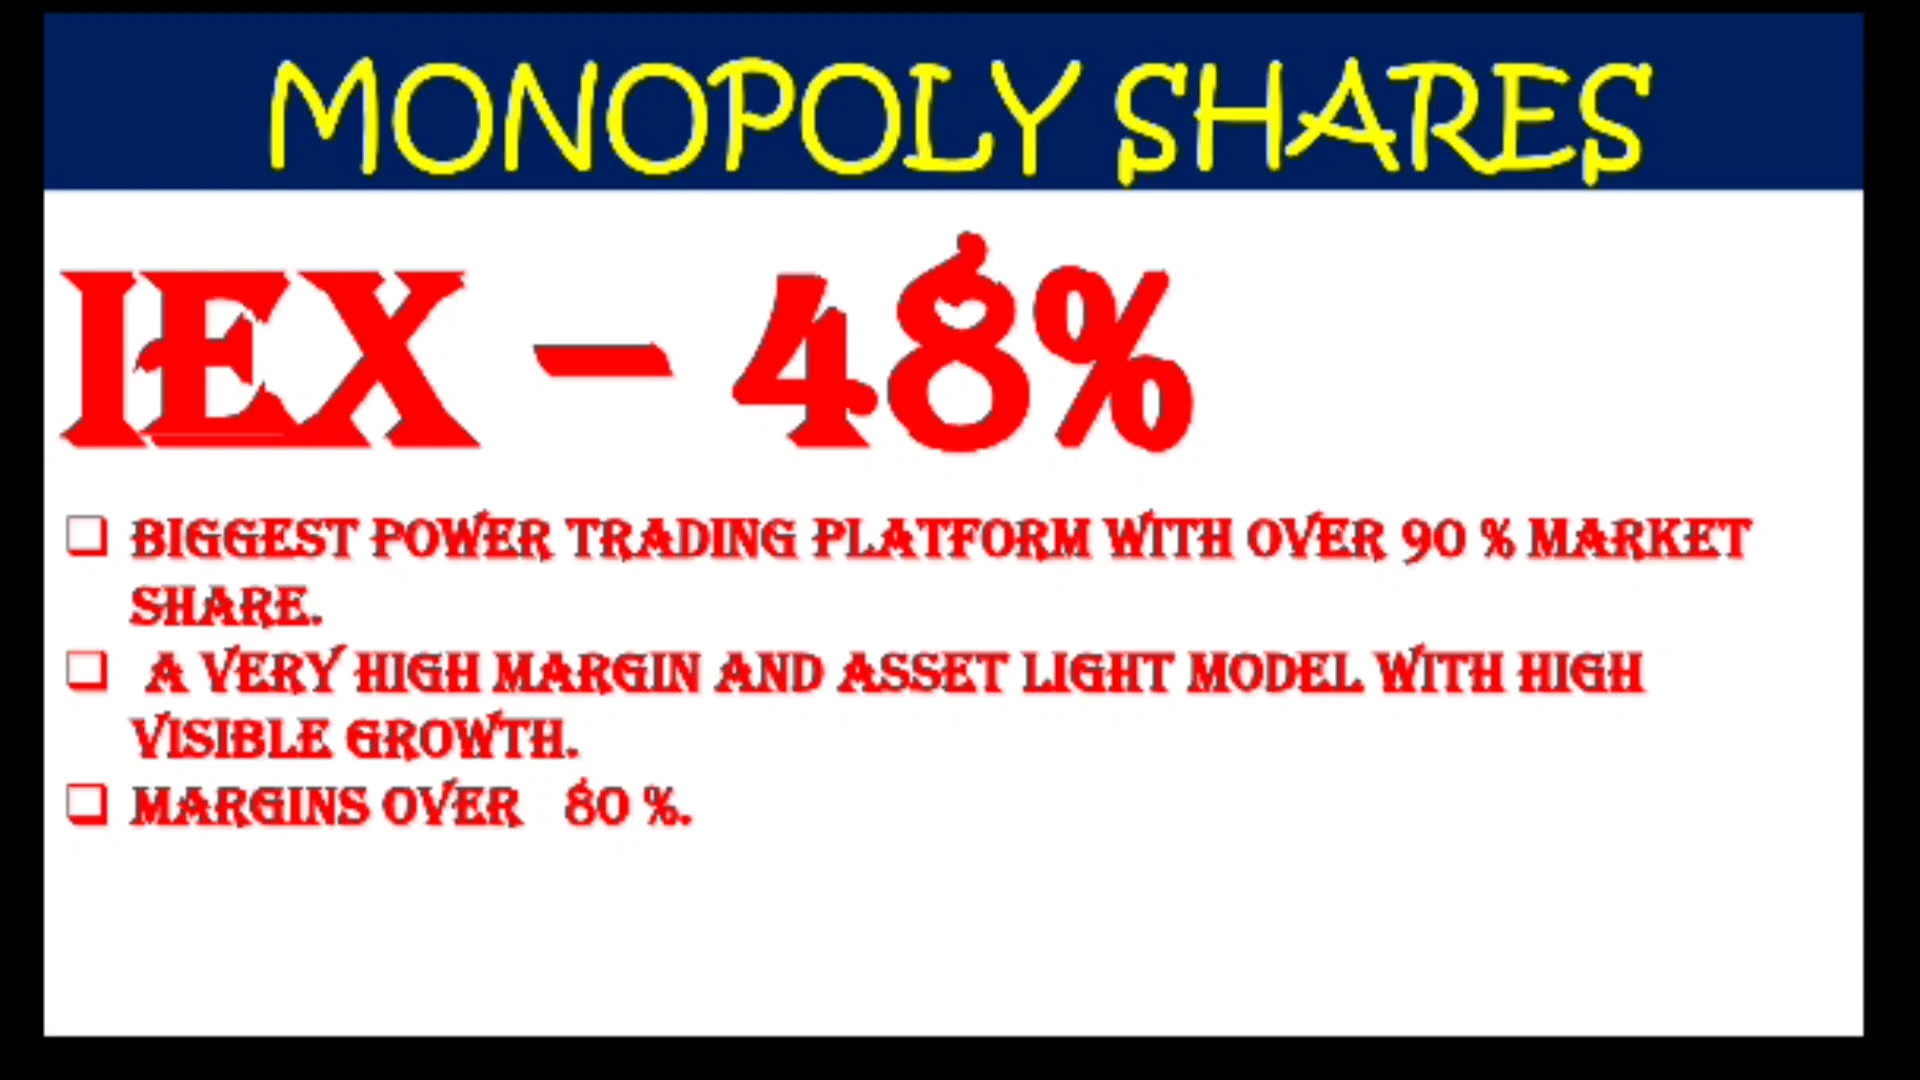 MONOPOLY SHARES
IEX – 48%
❑ BIGGEST POWER TRADING PLATFORM WITH OVER 90 % MARKET
SHARE.
❑ A VERY HIGH MARGIN AND ASSET LIGHT MODEL WITH HIGH
VISIBLE GROWTH.
❑ MARGINS OVER 80 %.